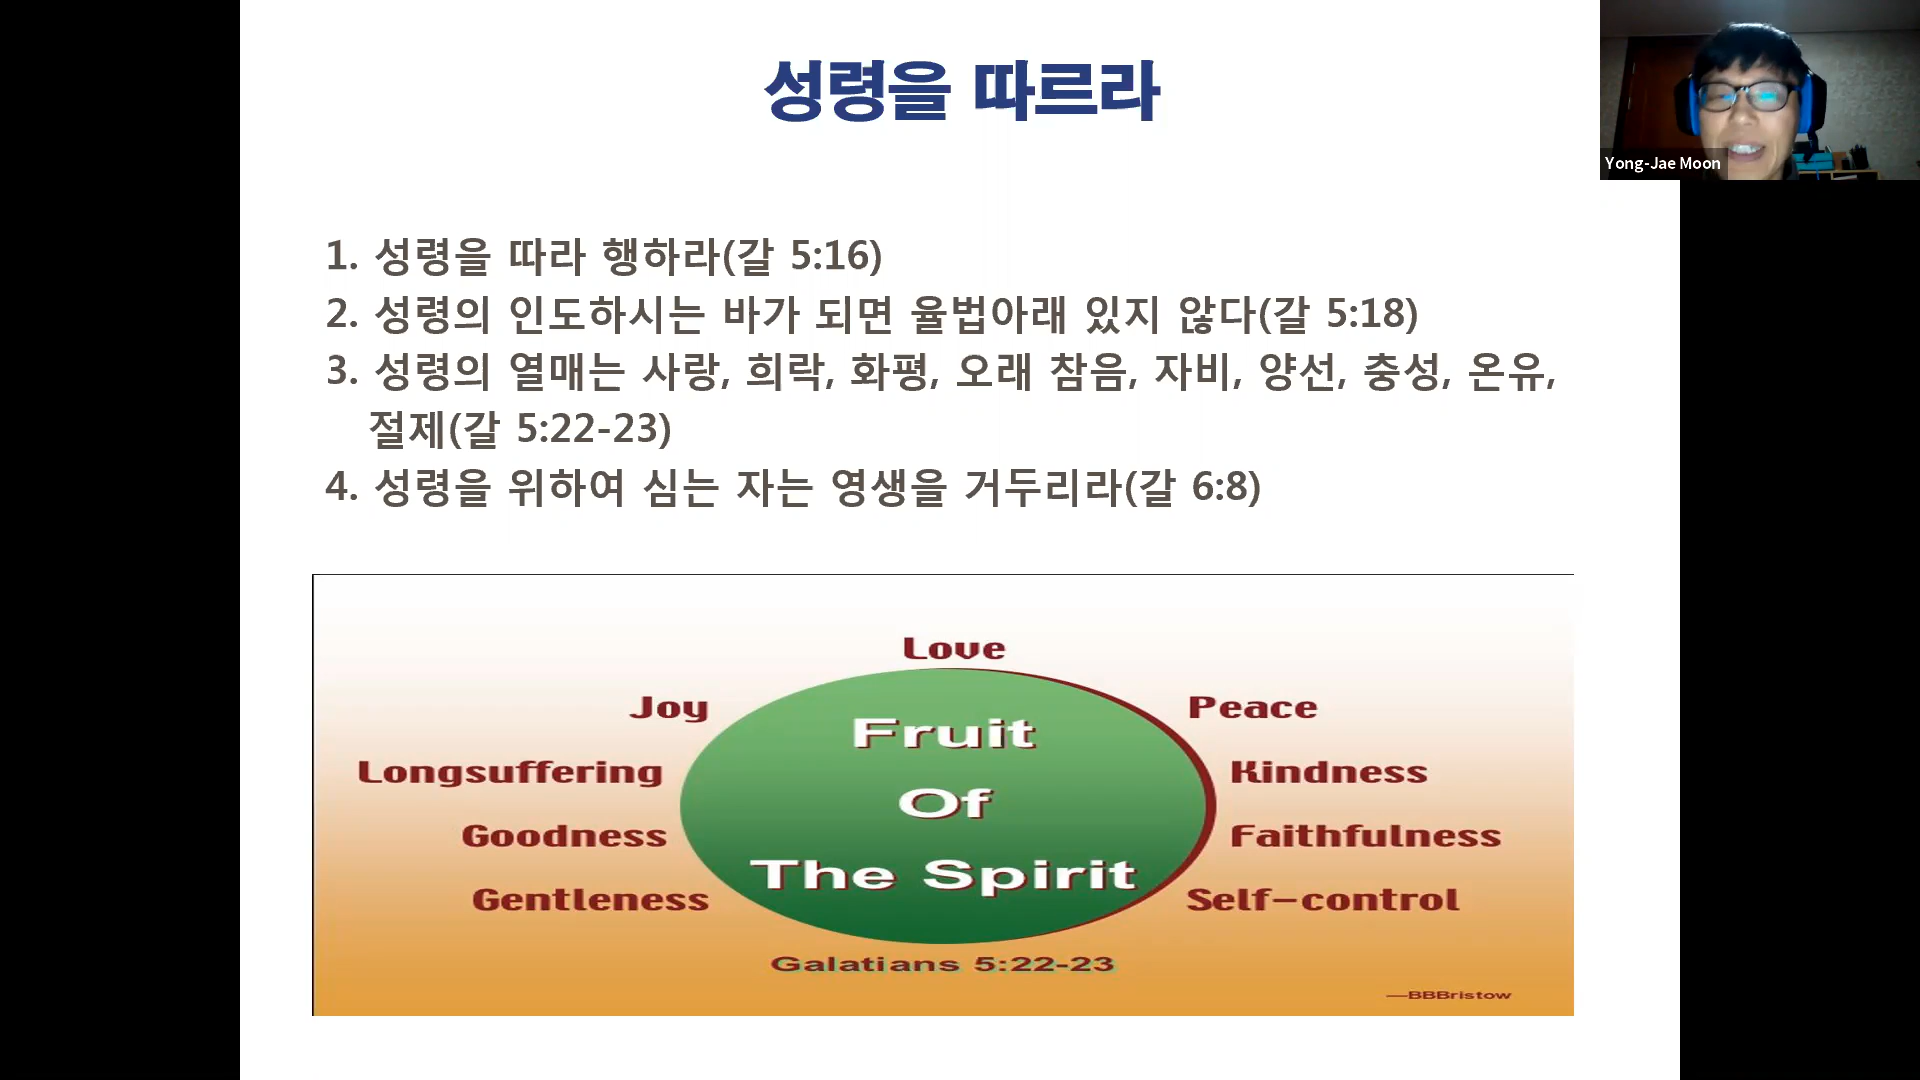 성령을 따르라
Yong-Jae Moon
1. 성령을 따라 행하라(갈 5:16)
2. 성령의 인도하시는 바가 되면 율법아래 있지 않다(갈 5:18)
3. 성령의 열매는 사랑, 희락, 화평, 오래 참음, 자비, 양선, 충성, 온유,
절제(갈 5:22-23)
4. 성령을 위하여 심는 자는 영생을 거두리라(갈 6:8)
Love
Joy
Peace
Fruit
Longsuffering
Kindness
Of
Goodness
Faithfulness
The Spirit
Gentleness
Self-control
Galatians 5:22-23
—BBBristow